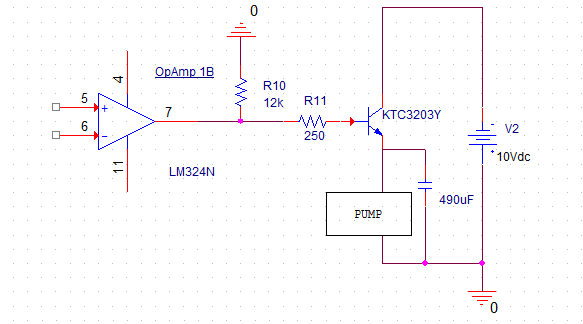 0
OpAmp 1B
4
5
+
6
-
7
11
LM324N
R10
12k
R11
250
KTC3203Y
-
V2
+
10Vdc
490uF
PUMP
0